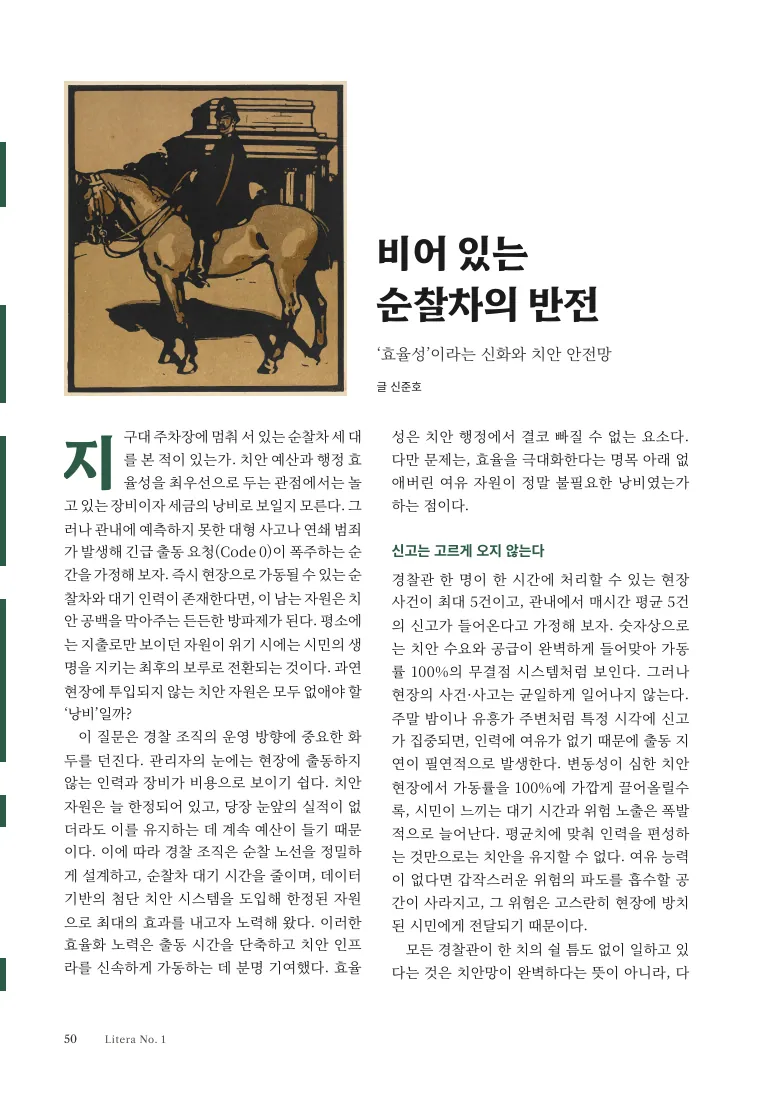 비어 있는
순찰차의 반전
‘효율성’이라는 신화와 치안 안전망
글 신준호
지구대 주차장에 멈춰 서 있는 순찰차 세 대
를 본 적이 있는가. 치안 예산과 행정 효
율성을 최우선으로 두는 관점에서는 놀
고 있는 장비이자 세금의 낭비로 보일지 모른다. 그
러나 관내에 예측하지 못한 대형 사고나 연쇄 범죄
가 발생해 긴급 출동 요청(Code 0)이 폭주하는 순
간을 가정해 보자. 즉시 현장으로 가동될 수 있는 순
찰차와 대기 인력이 존재한다면, 이 남는 자원은 치
안 공백을 막아주는 든든한 방파제가 된다. 평소에
는 지출로만 보이던 자원이 위기 시에는 시민의 생
명을 지키는 최후의 보루로 전환되는 것이다. 과연
현장에 투입되지 않는 치안 자원은 모두 없애야 할
‘낭비’일까?
이 질문은 경찰 조직의 운영 방향에 중요한 화
두를 던진다. 관리자의 눈에는 현장에 출동하지
않는 인력과 장비가 비용으로 보이기 쉽다. 치안
자원은 늘 한정되어 있고, 당장 눈앞의 실적이 없
더라도 이를 유지하는 데 계속 예산이 들기 때문
이다. 이에 따라 경찰 조직은 순찰 노선을 정밀하
게 설계하고, 순찰차 대기 시간을 줄이며, 데이터
기반의 첨단 치안 시스템을 도입해 한정된 자원
으로 최대의 효과를 내고자 노력해 왔다. 이러한
효율화 노력은 출동 시간을 단축하고 치안 인프
라를 신속하게 가동하는 데 분명 기여했다. 효율
성은 치안 행정에서 결코 빠질 수 없는 요소다.
다만 문제는, 효율을 극대화한다는 명목 아래 없
애버린 여유 자원이 정말 불필요한 낭비였는가
하는 점이다.
신고는 고르게 오지 않는다
경찰관 한 명이 한 시간에 처리할 수 있는 현장
사건이 최대 5건이고, 관내에서 매시간 평균 5건
의 신고가 들어온다고 가정해 보자. 숫자상으로
는 치안 수요와 공급이 완벽하게 들어맞아 가동
률 100%의 무결점 시스템처럼 보인다. 그러나
현장의 사건·사고는 균일하게 일어나지 않는다.
주말 밤이나 유흥가 주변처럼 특정 시각에 신고
가 집중되면, 인력에 여유가 없기 때문에 출동 지
연이 필연적으로 발생한다. 변동성이 심한 치안
현장에서 가동률을 100%에 가깝게 끌어올릴수
록, 시민이 느끼는 대기 시간과 위험 노출은 폭발
적으로 늘어난다. 평균치에 맞춰 인력을 편성하
는 것만으로는 치안을 유지할 수 없다. 여유 능력
이 없다면 갑작스러운 위험의 파도를 흡수할 공
간이 사라지고, 그 위험은 고스란히 현장에 방치
된 시민에게 전달되기 때문이다.
모든 경찰관이 한 치의 쉴 틈도 없이 일하고 있
다는 것은 치안망이 완벽하다는 뜻이 아니라, 다
50 Litera No. 1